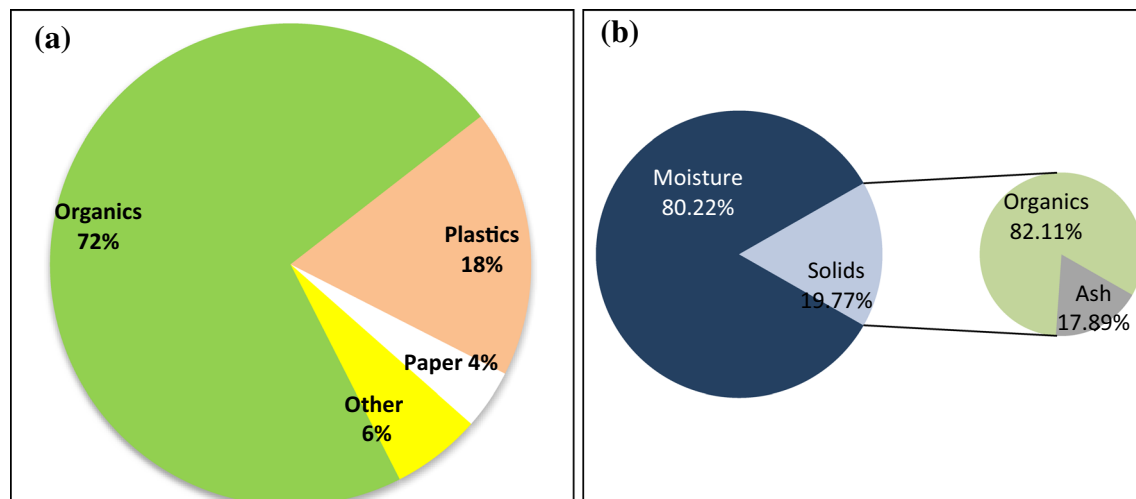 (a)
Organics
72%
Plastics
18%
Paper 4%
Other
6%
(b)
Moisture
80.22%
Solids
19.77%
Organics
82.11%
Ash
17.89%